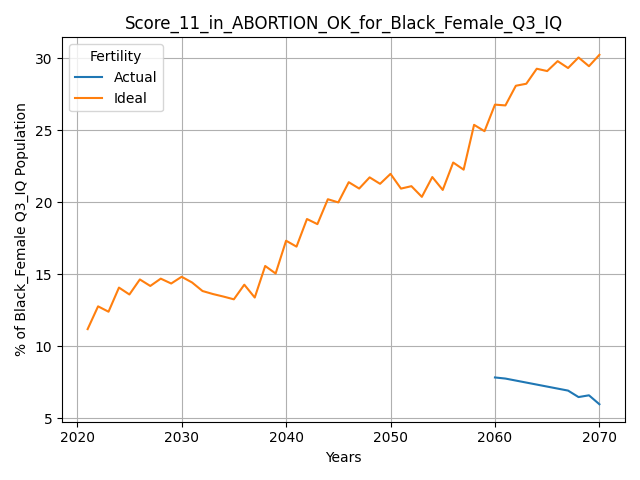 Score_11_in_ABORTION_OK_for_Black_Female_Q3_IQ
Fertility
Actual
Ideal
% of Black_Female Q3_IQ Population
30
25
20
15
10
5
2020 2030 2040 2050 2060 2070
Years